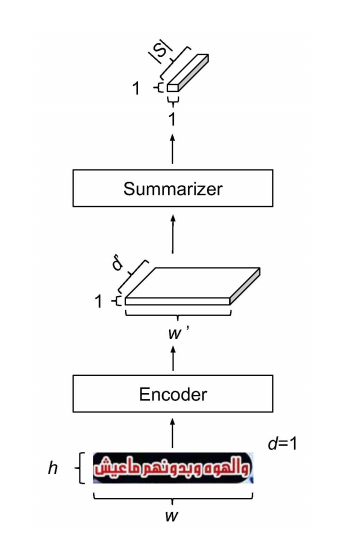 |S|
1
1
Summarizer
d'
1
w'
Encoder
d=1
h
والهوه وبدونهم ماعيش
w